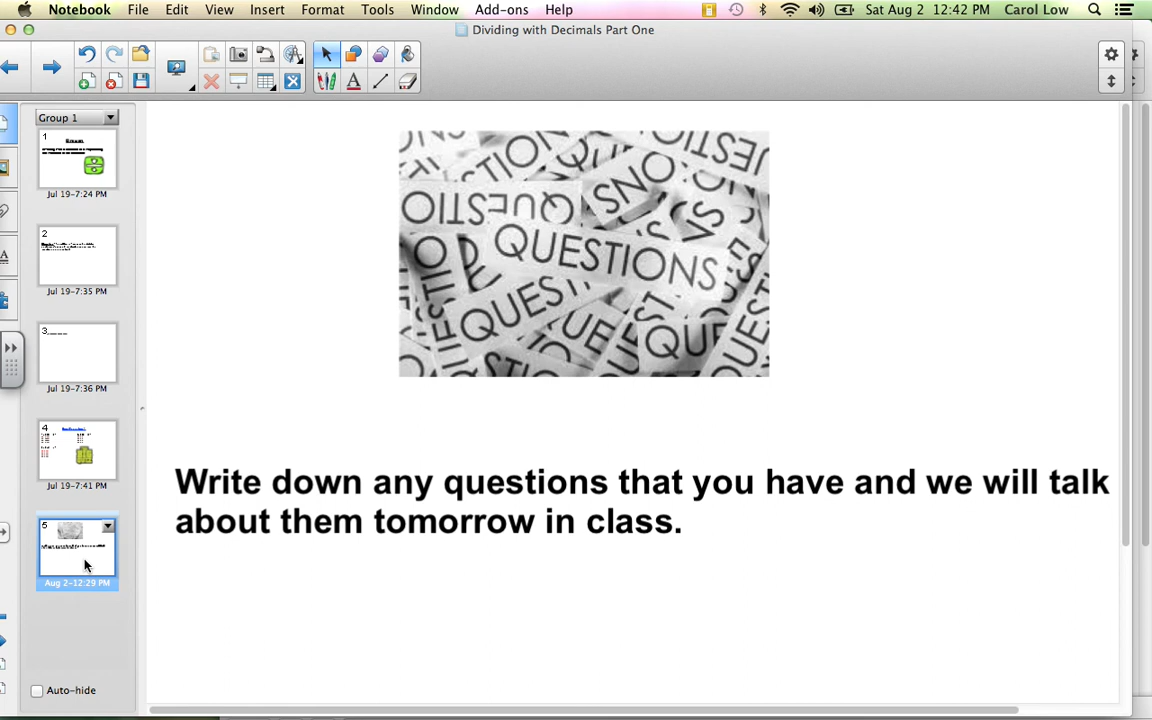 Notebook File Edit View Insert Format Tools Window Add-ons Help Sat Aug 2 12:42 PM Carol Low
Dividing with Decimals Part One
Group 1
1
Jul 19-7:24 PM
2
Jul 19-7:35 PM
3
Jul 19-7:36 PM
4
Jul 19-7:41 PM
5
Aug 2-12:29 PM
Auto-hide
QUESTIONS
Write down any questions that you have and we will talk
about them tomorrow in class.